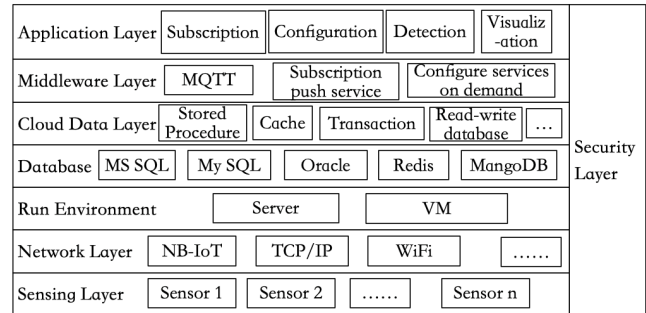 Application Layer Subscription Configuration Detection Visualiz
-ation
Middleware Layer MQTT Subscription push service Configure services on demand
Cloud Data Layer Stored Procedure Cache Transaction Read-write database ...
Database MS SQL My SQL Oracle Redis MangoDB
Run Environment Server VM
Network Layer NB-IoT TCP/IP WiFi ......
Sensing Layer Sensor 1 Sensor 2 ...... Sensor n
Security
Layer